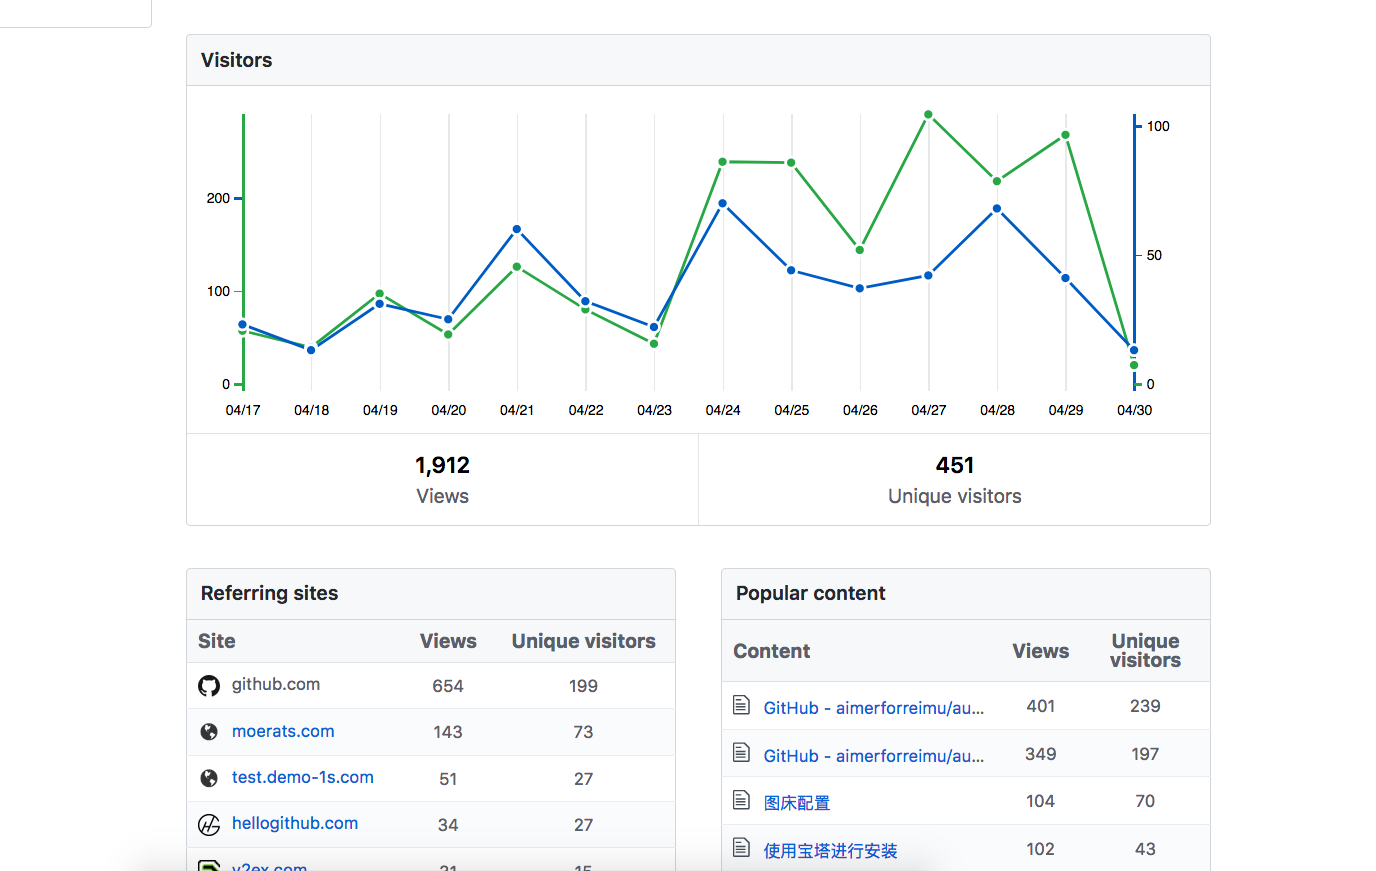 Visitors
200
100
0
100
50
0
04/17 04/18 04/19 04/20 04/21 04/22 04/23 04/24 04/25 04/26 04/27 04/28 04/29 04/30
1,912
Views
451
Unique visitors
Referring sites
Site Views Unique visitors
github.com 654 199
moerats.com 143 73
test.demo-1s.com 51 27
hellogithub.com 34 27
v2ex.com
Popular content
Content Views Unique visitors
GitHub - aimerforreimu/au... 401 239
GitHub - aimerforreimu/au... 349 197
图床配置 104 70
使用宝塔进行安装 102 43